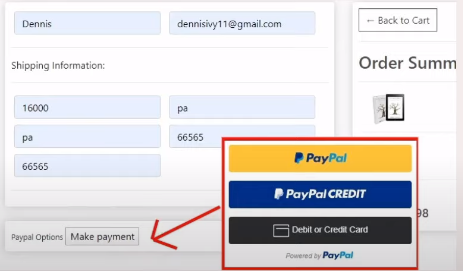 Dennis
dennisivy11@gmail.com
Shipping Information:
16000
pa
pa
66565
66565
Paypal Options
Make payment
← Back to Cart
Order Summ
98
PayPal
PayPal CREDIT
Debit or Credit Card
Powered by PayPal